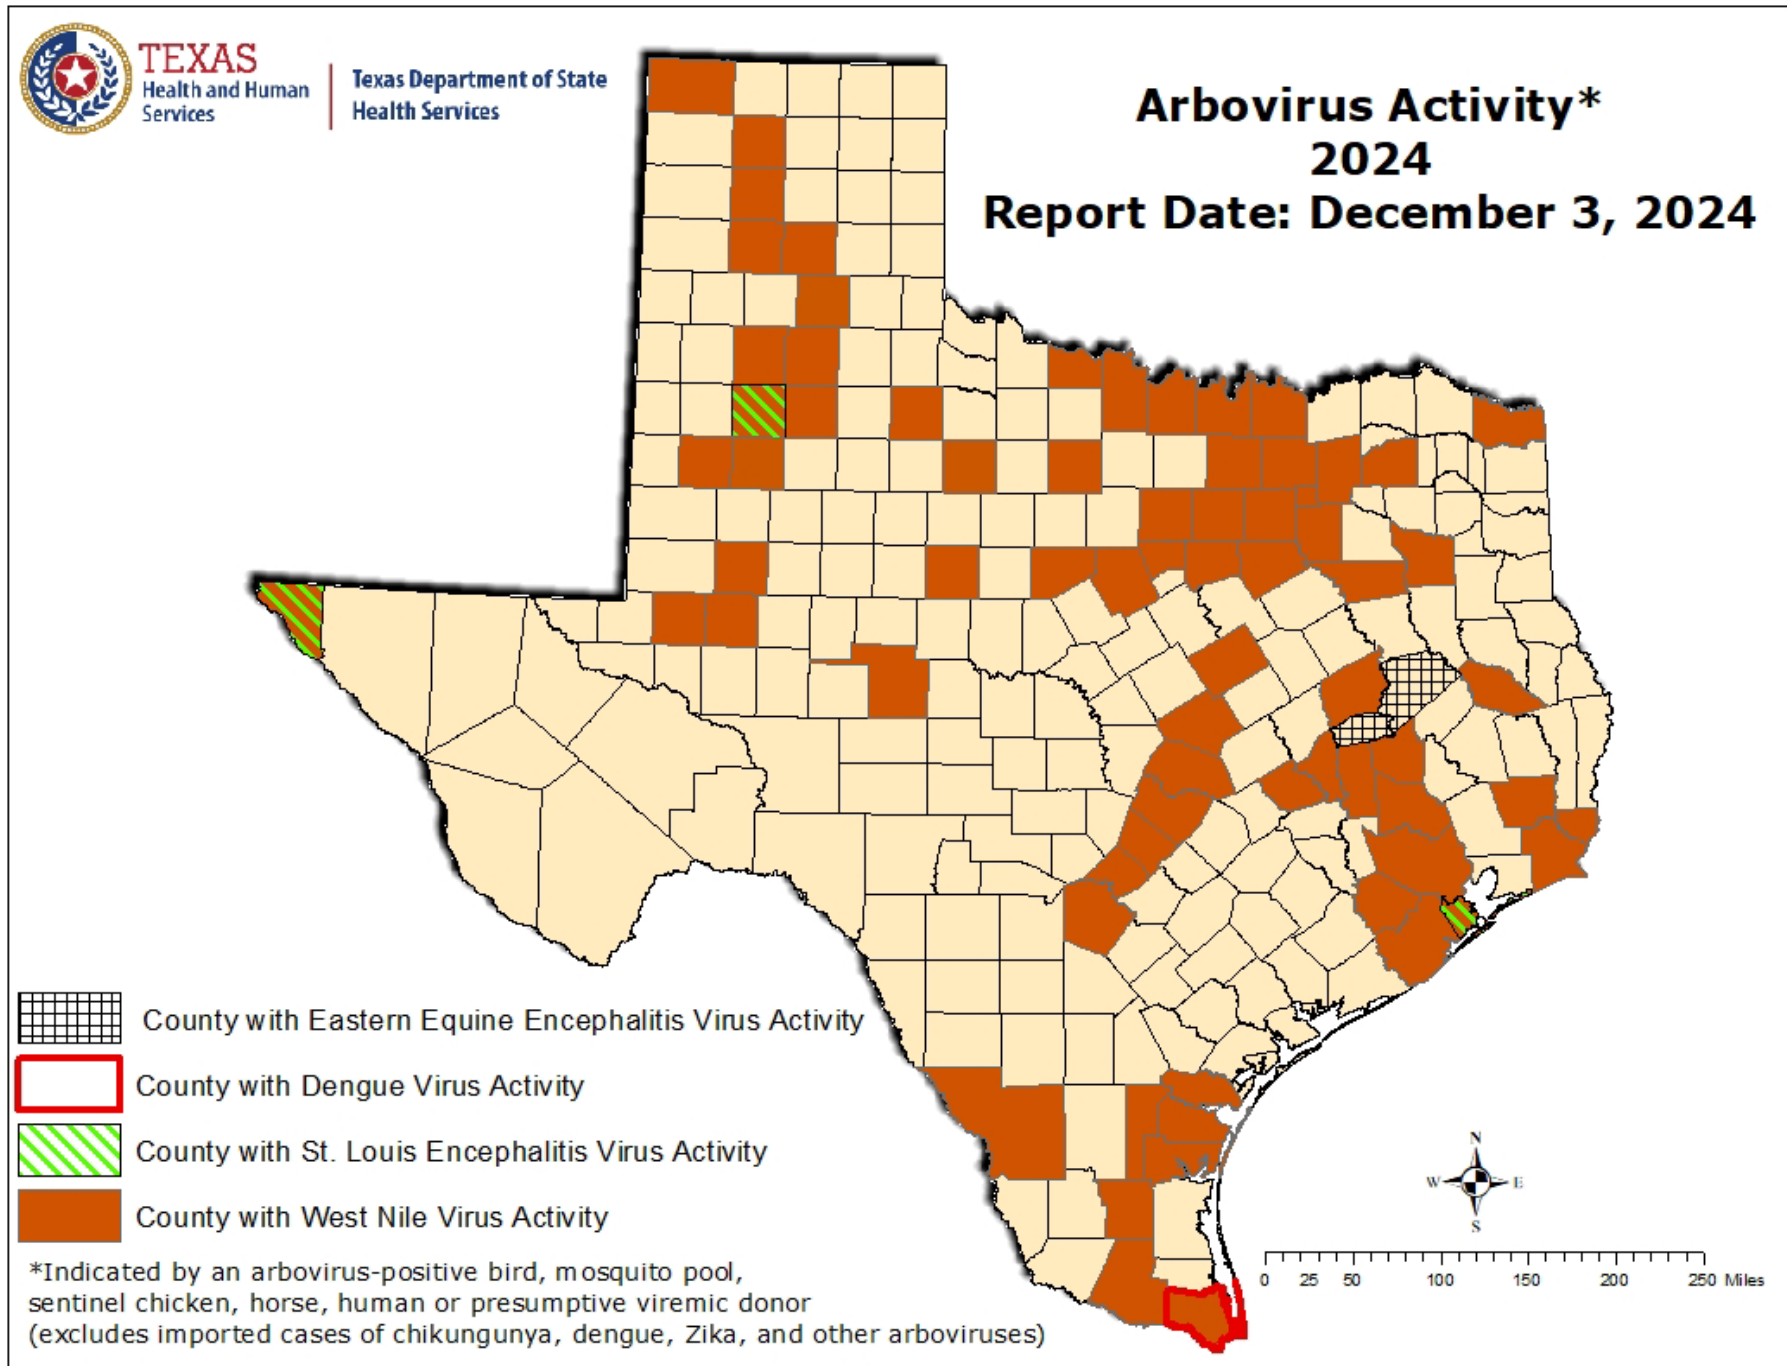 TEXAS
Health and Human
Services
Texas Department of State
Health Services
Arbovirus Activity*
2024
Report Date: December 3, 2024
County with Eastern Equine Encephalitis Virus Activity
County with Dengue Virus Activity
County with St. Louis Encephalitis Virus Activity
County with West Nile Virus Activity
*Indicated by an arbovirus-positive bird, mosquito pool,
sentinel chicken, horse, human or presumptive viremic donor
(excludes imported cases of chikungunya, dengue, Zika, and other arboviruses)
N
W E
S
0 25 50 100 150 200 250 Miles